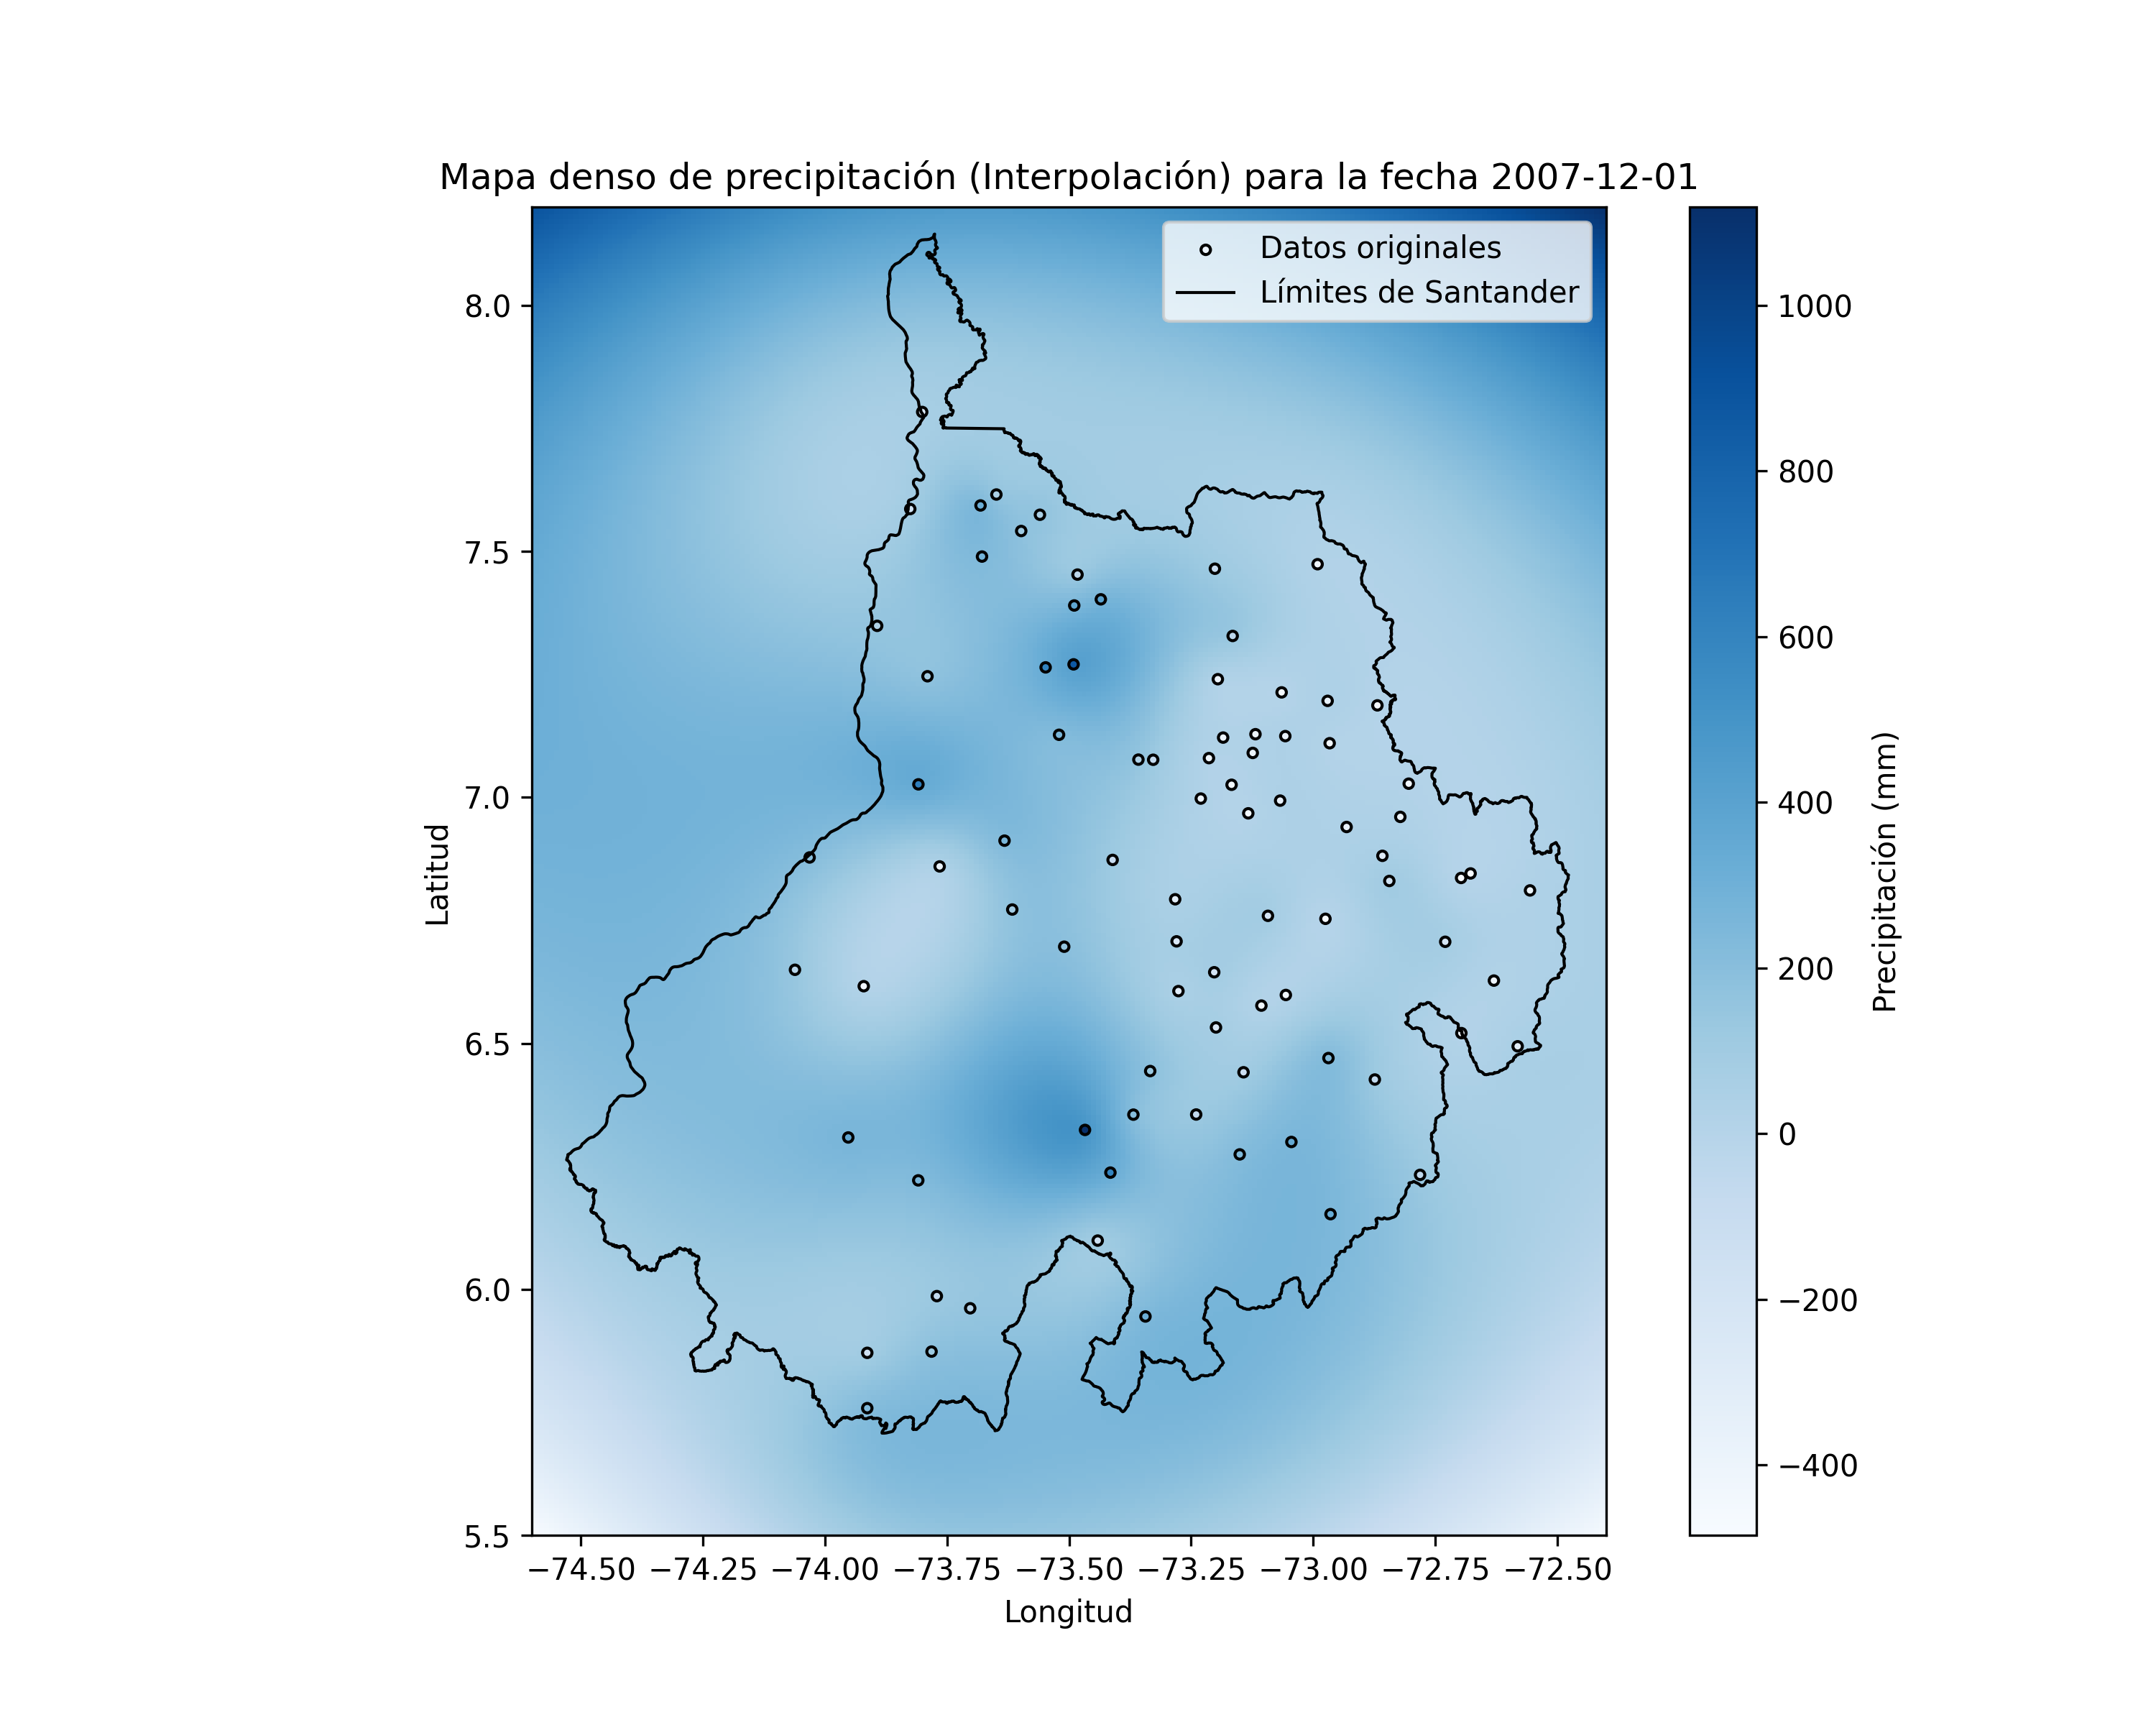 Mapa denso de precipitación (Interpolación) para la fecha 2007-12-01
Datos originales
Límites de Santander
8.0
7.5
7.0
6.5
6.0
5.5
Latitud
−74.50 −74.25 −74.00 −73.75 −73.50 −73.25 −73.00 −72.75 −72.50
Longitud
1000
800
600
400
200
0
−200
−400
Precipitación (mm)